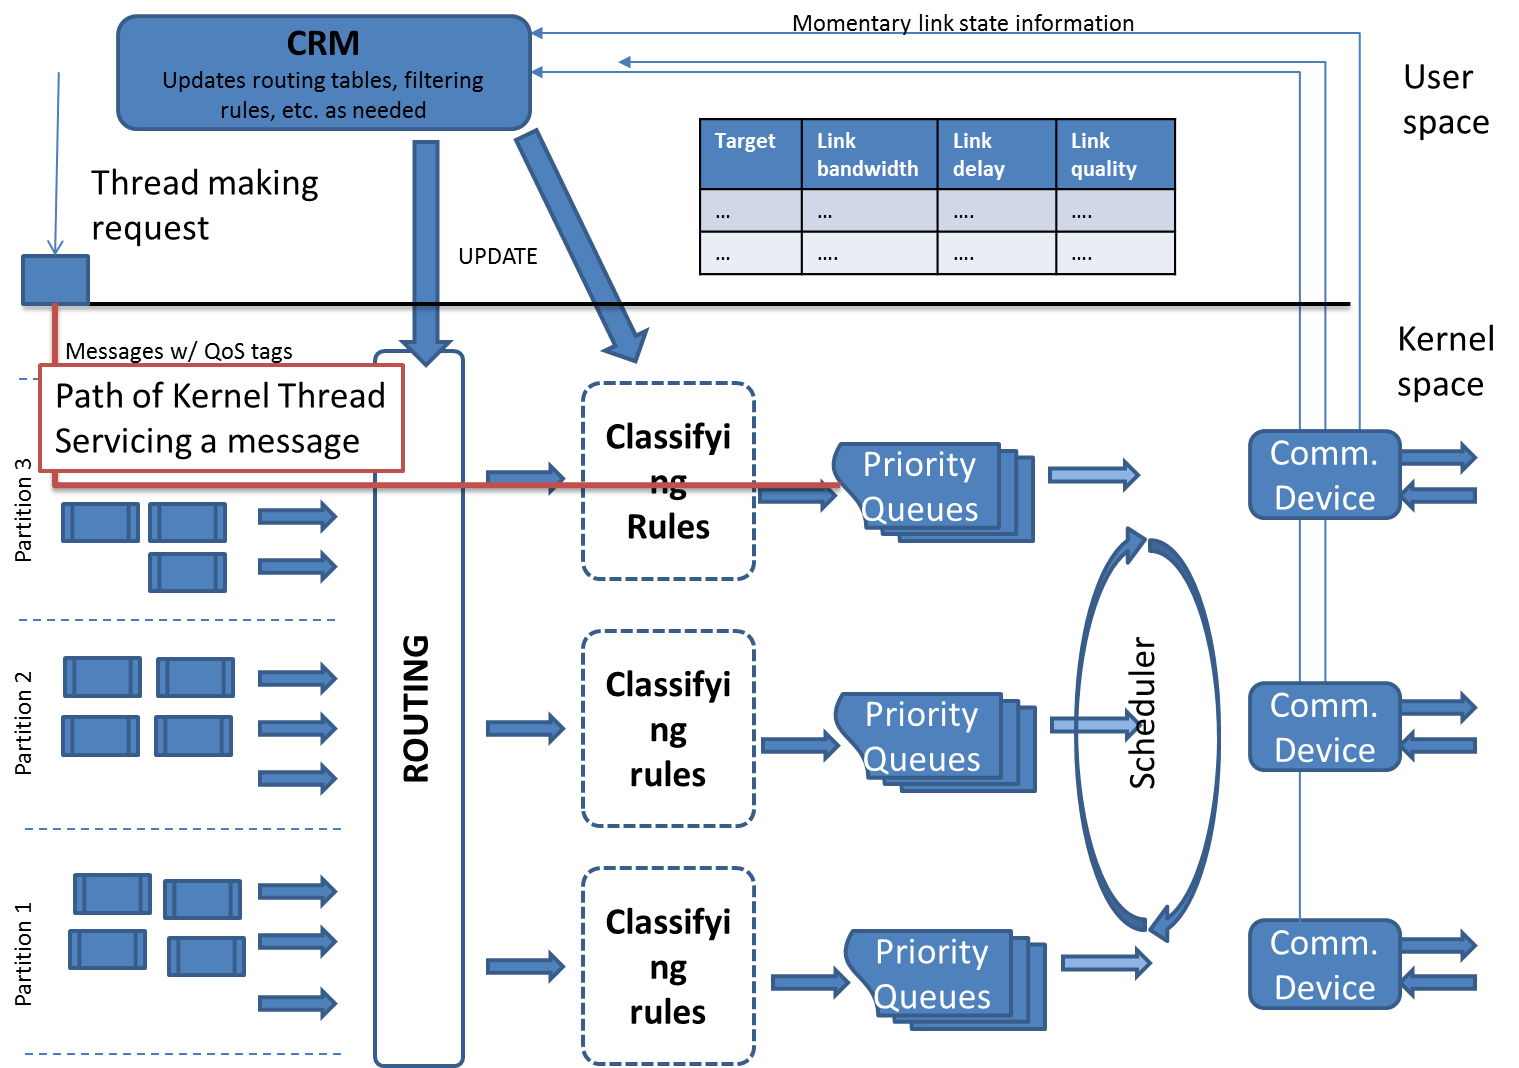 Momentary link state information
CRM
Updates routing tables, filtering
rules, etc. as needed
User
space
Target
Link
bandwidth
Link
delay
Link
quality
...
...
....
....
...
....
....
....
Thread making
request
UPDATE
Messages w/ QoS tags
Kernel
space
Path of Kernel Thread
Servicing a message
Partition 3
Classifyi
ng
Rules
Priority
Queues
Comm.
Device
Partition 2
ROUTING
Classifyi
ng
rules
Priority
Queues
Scheduler
Comm.
Device
Partition 1
Classifyi
ng
rules
Priority
Queues
Comm.
Device